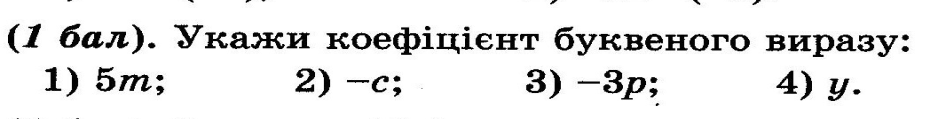 (1 бал). Укажи коефіцієнт буквеного виразу:
1) 5m; 2) –c; 3) –3p; 4) y.